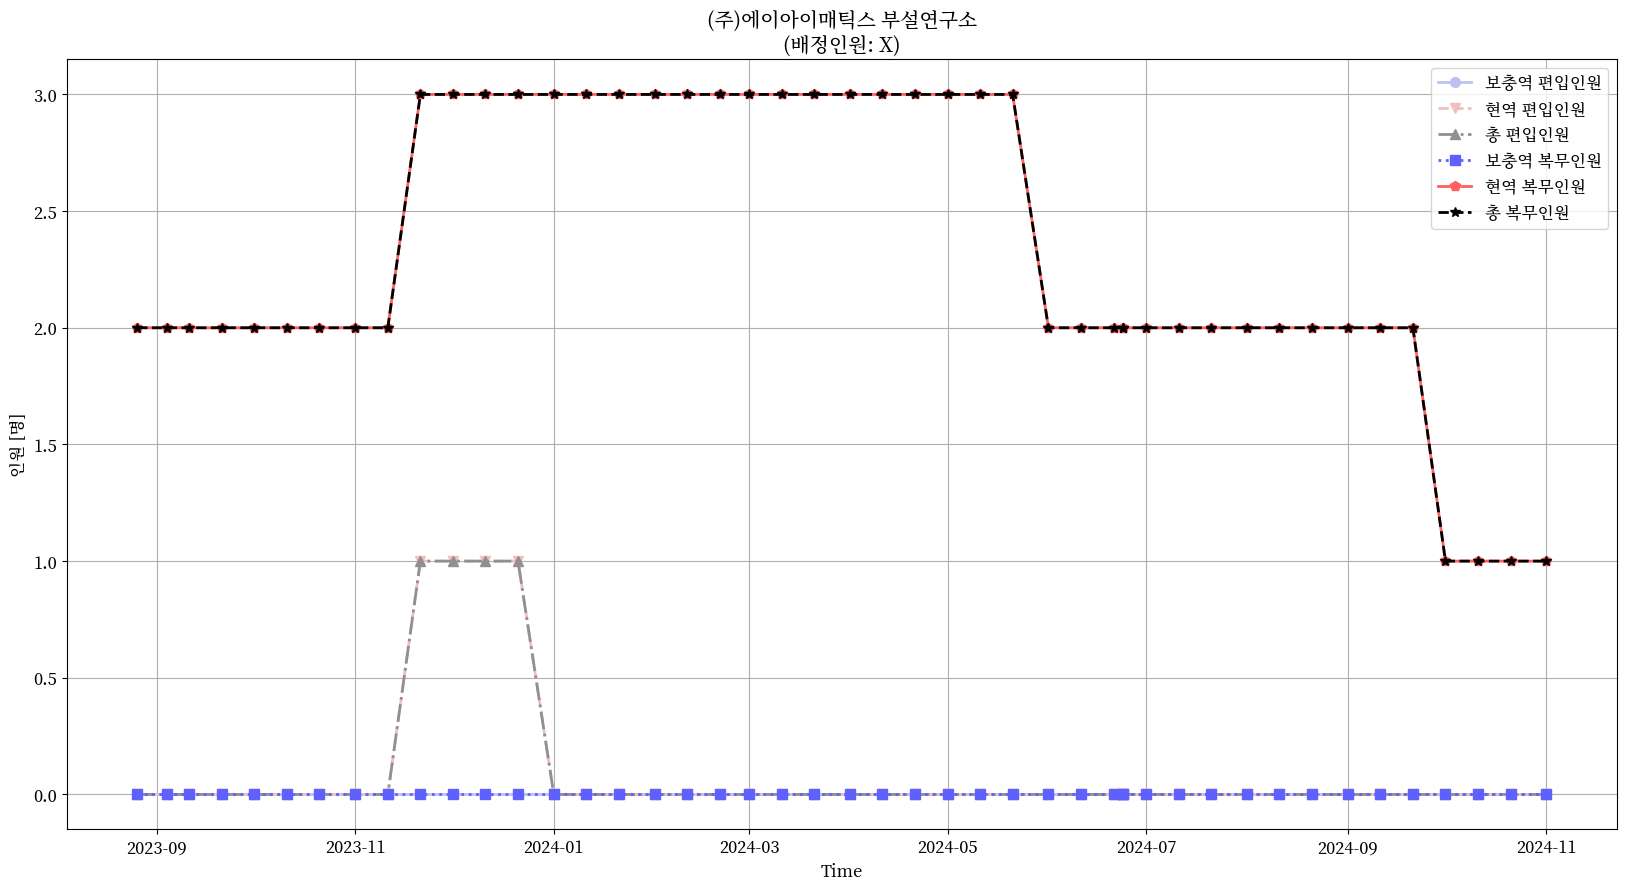 (주)에이아이매틱스 부설연구소
(배정인원: X)
보충역 편입인원
현역 편입인원
총 편입인원
보충역 복무인원
현역 복무인원
총 복무인원
인원 [명]
3.0
2.5
2.0
1.5
1.0
0.5
0.0
2023-09
2023-11
2024-01
2024-03
2024-05
2024-07
2024-09
2024-11
Time